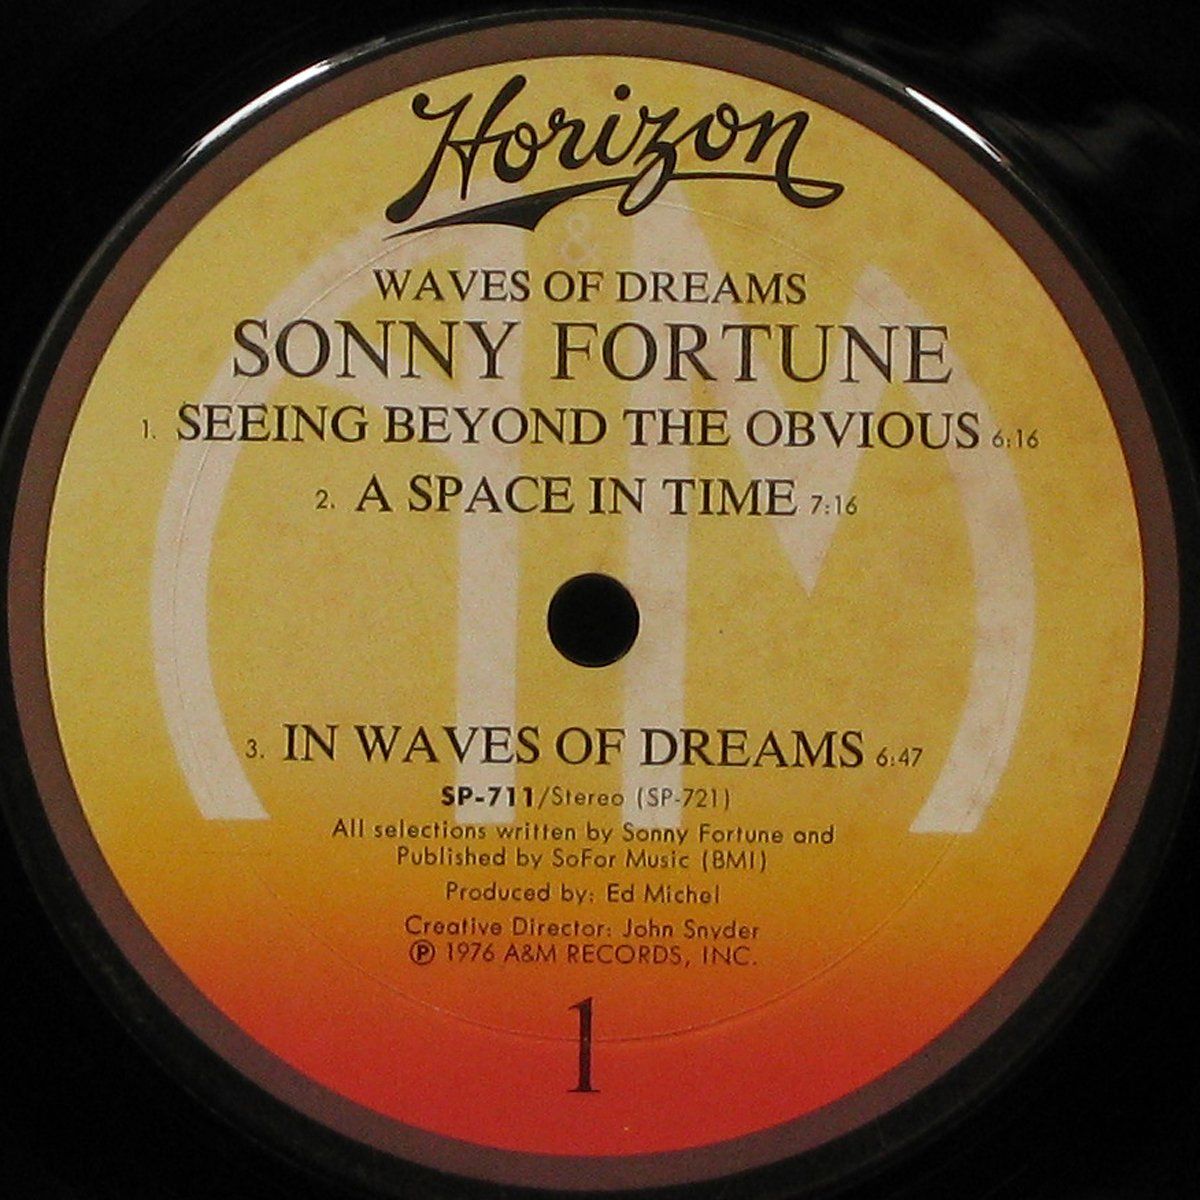 Horizon
&
WAVES OF DREAMS
SONNY FORTUNE
1. SEEING BEYOND THE OBVIOUS 6:16
2. A SPACE IN TIME 7:16
3. IN WAVES OF DREAMS 6:47
SP-711/Stereo (SP-721)
All selections written by Sonny Fortune and
Published by SoFor Music (BMI)
Produced by: Ed Michel
Creative Director: John Snyder
℗ 1976 A&M RECORDS, INC.
1
AM